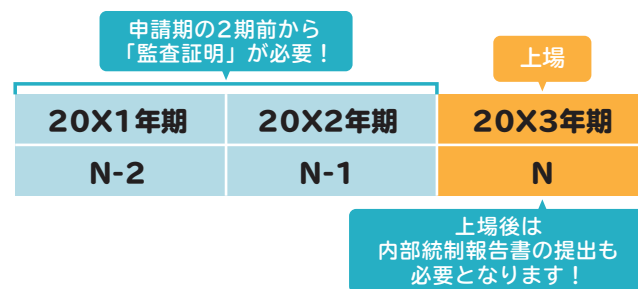 申請期の2期前から
「監査証明」が必要！
上場
20X1年期 20X2年期 20X3年期
N-2 N-1 N
上場後は
内部統制報告書の提出も
必要となります！